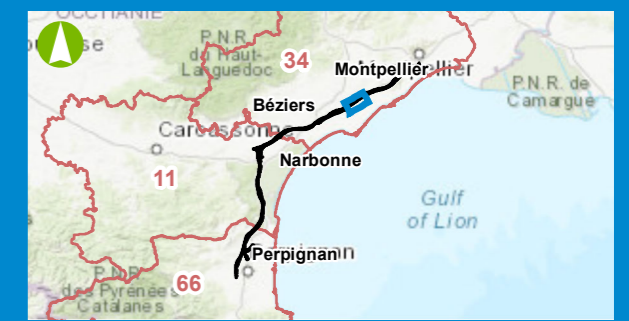 OCCITANIE
P.N.R.
du Haut-
Languedoc
34
Montpellier
P.N.R. de
Camargue
Béziers
Carcassonne
Narbonne
11
Gulf
of Lion
Perpignan
P.N.R.
des Pyrénées
Catalanes
66